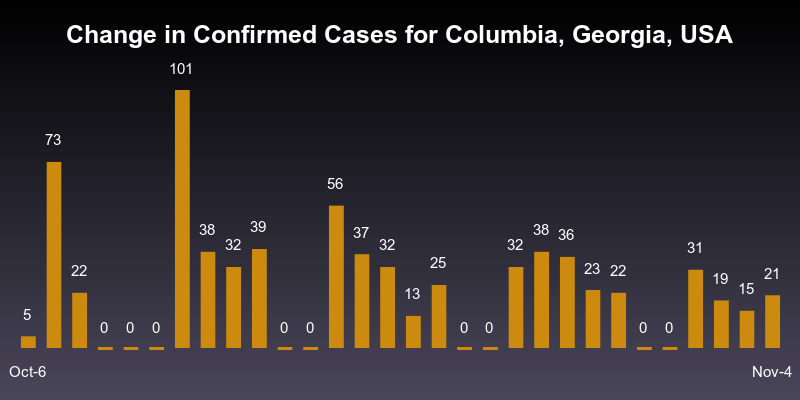 Change in Confirmed Cases for Columbia, Georgia, USA
5 73 22 0 0 0 101 38 32 39 0 0 56 37 32 13 25 0 0 32 38 36 23 22 0 0 31 19 15 21
Oct-6 Nov-4